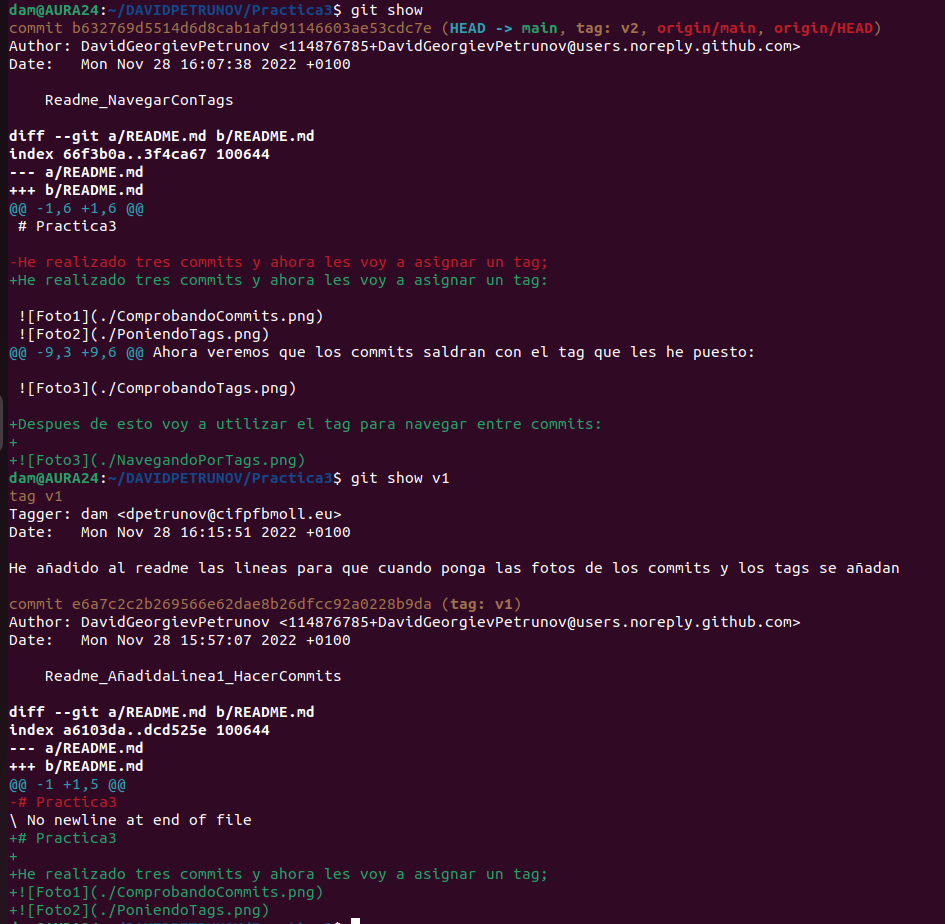 dam@AURA24:~/DAVIDPETRUNOV/Practica3$ git show
commit b632769d5514d6d8cab1afd91146603ae53cdc7e (HEAD -> main, tag: v2, origin/main, origin/HEAD)
Author: DavidGeorgievPetrunov <114876785+DavidGeorgievPetrunov@users.noreply.github.com>
Date:   Mon Nov 28 16:07:38 2022 +0100

    Readme_NavegarConTags

diff --git a/README.md b/README.md
index 66f3b0a..3f4ca67 100644
--- a/README.md
+++ b/README.md
@@ -1,6 +1,6 @@
 # Practica3

-He realizado tres commits y ahora les voy a asignar un tag;
+He realizado tres commits y ahora les voy a asignar un tag:

 ![Foto1](./ComprobandoCommits.png)
 ![Foto2](./PoniendoTags.png)
@@ -9,3 +9,6 @@ Ahora veremos que los commits saldran con el tag que les he puesto:

 ![Foto3](./ComprobandoTags.png)

+Despues de esto voy a utilizar el tag para navegar entre commits:
+
+![Foto3](./NavegandoPorTags.png)
dam@AURA24:~/DAVIDPETRUNOV/Practica3$ git show v1
tag v1
Tagger: dam <dpetrunov@cifpfbmoll.eu>
Date:   Mon Nov 28 16:15:51 2022 +0100

He añadido al readme las lineas para que cuando ponga las fotos de los commits y los tags se añadan

commit e6a7c2c2b269566e62dae8b26dfcc92a0228b9da (tag: v1)
Author: DavidGeorgievPetrunov <114876785+DavidGeorgievPetrunov@users.noreply.github.com>
Date:   Mon Nov 28 15:57:07 2022 +0100

    Readme_AñadidaLinea1_HacerCommits

diff --git a/README.md b/README.md
index a6103da..dcd525e 100644
--- a/README.md
+++ b/README.md
@@ -1 +1,5 @@
-# Practica3
\ No newline at end of file
+# Practica3
+
+He realizado tres commits y ahora les voy a asignar un tag;
+![Foto1](./ComprobandoCommits.png)
+![Foto2](./PoniendoTags.png)
dam@AURA24:~/DAVIDPETRUNOV/Practica3$